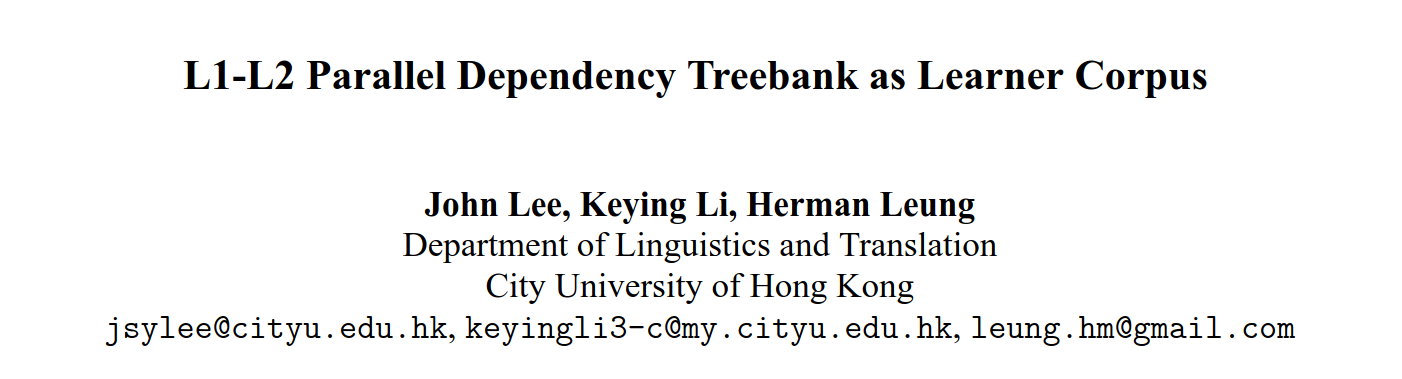 L1-L2 Parallel Dependency Treebank as Learner Corpus
John Lee, Keying Li, Herman Leung
Department of Linguistics and Translation
City University of Hong Kong
jsylee@cityu.edu.hk, keyingli3-c@my.cityu.edu.hk, leung.hm@gmail.com